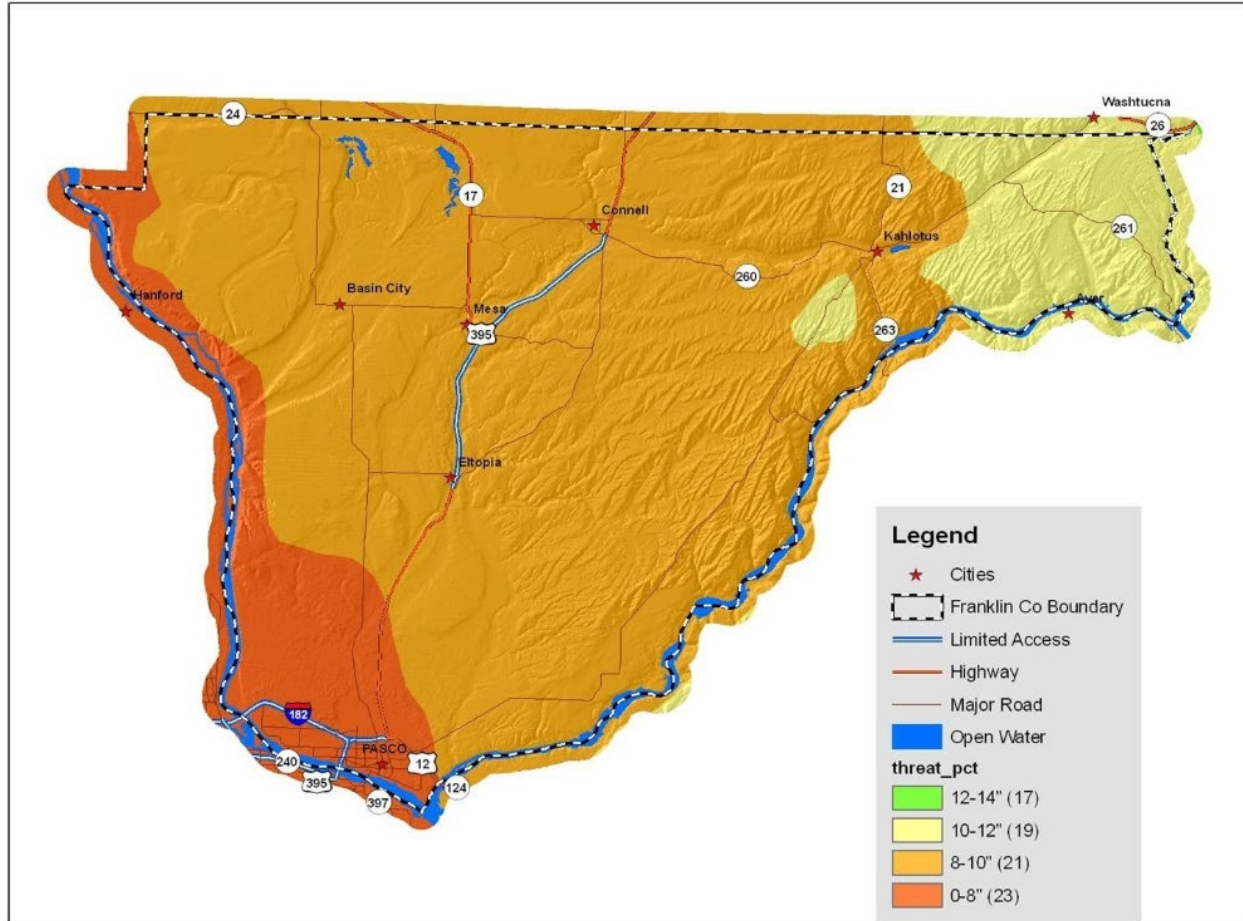 Washtucna
24
26
17
21
Connell
261
Kahlotus
260
Hanford
Basin City
Mesa
395
263
Ayer
Eltopia
182
PASCO
12
240
395
397
124
Legend
Cities
Franklin Co Boundary
Limited Access
Highway
Major Road
Open Water
threat_pct
12-14" (17)
10-12" (19)
8-10" (21)
0-8" (23)